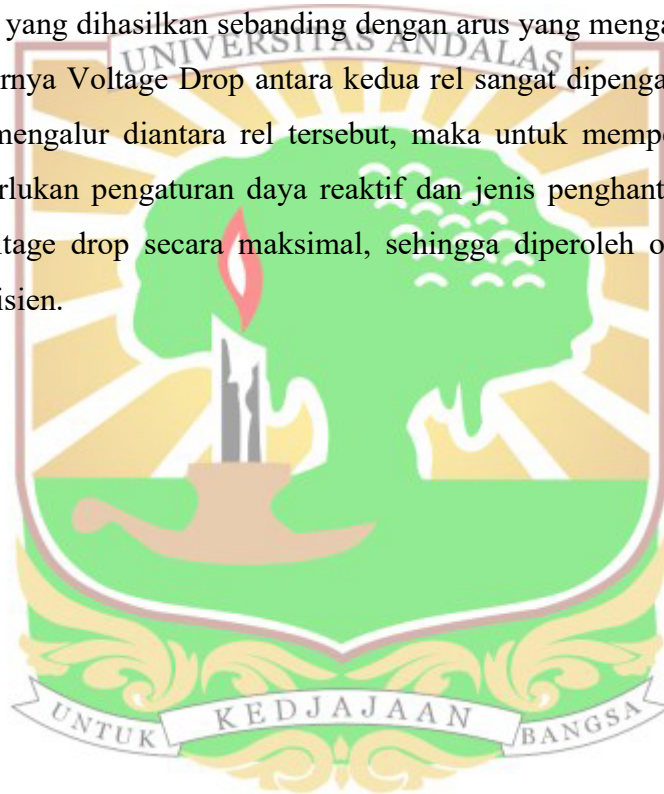 yang dihasilkan sebanding dengan arus yang menga
UNIVERSITAS ANDALAS
rnya Voltage Drop antara kedua rel sangat dipenga
mengalur diantara rel tersebut, maka untuk mempe
rlukan pengaturan daya reaktif dan jenis penghant
ltage drop secara maksimal, sehingga diperoleh o
isien.
UNTUK KEDJAJAAN BANGSA